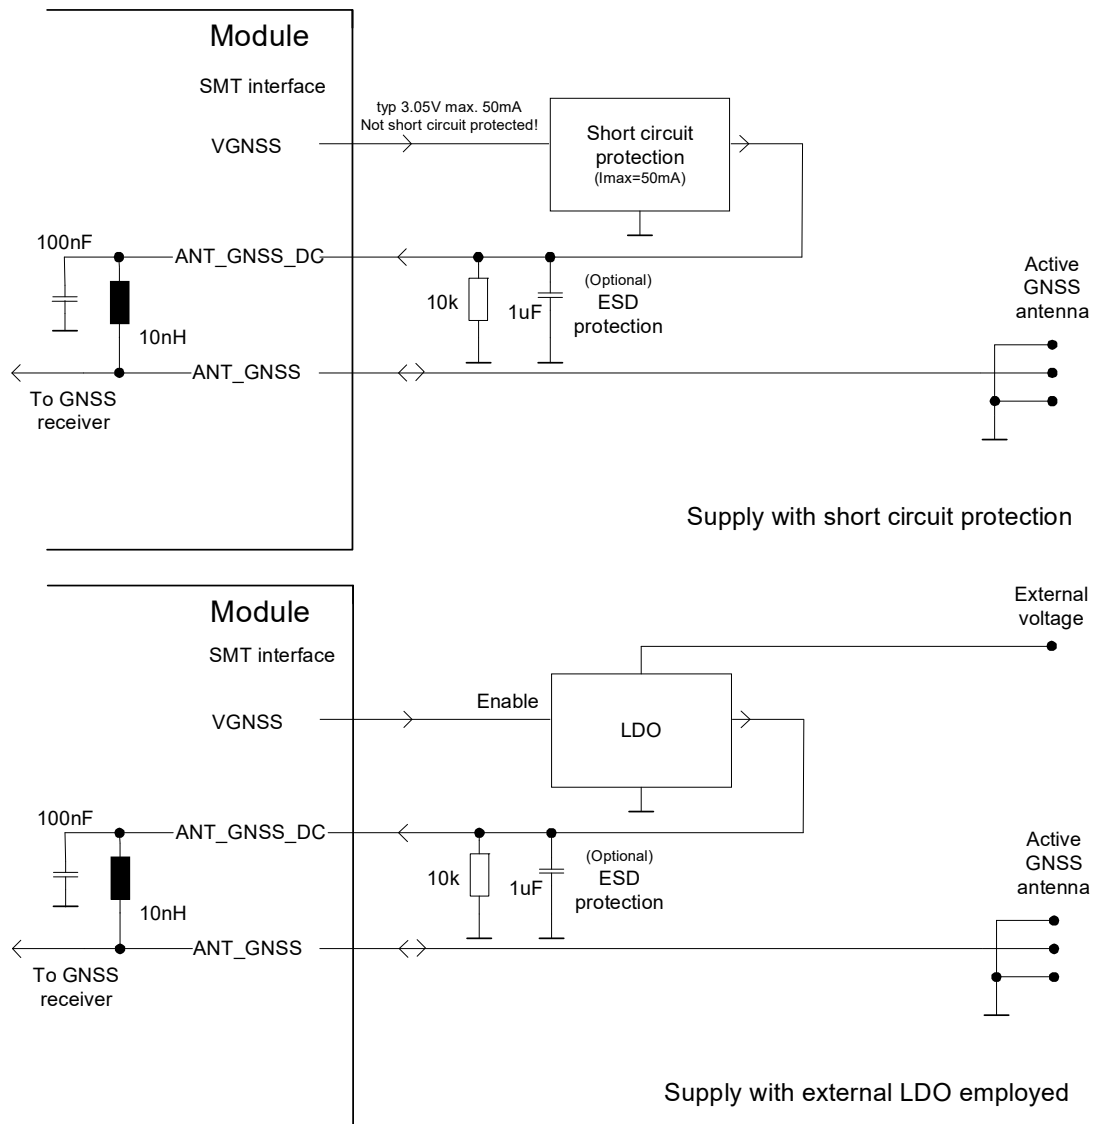 Module
SMT interface
typ 3.05V max. 50mA
Not short circuit protected!
VGNSS
Short circuit
protection
(Imax=50mA)
100nF
ANT_GNSS_DC
10k
1uF
(Optional)
ESD
protection
Active
GNSS
antenna
10nH
ANT_GNSS
To GNSS
receiver
Supply with short circuit protection
Module
SMT interface
External
voltage
VGNSS
Enable
LDO
100nF
ANT_GNSS_DC
10k
1uF
(Optional)
ESD
protection
Active
GNSS
antenna
10nH
ANT_GNSS
To GNSS
receiver
Supply with external LDO employed